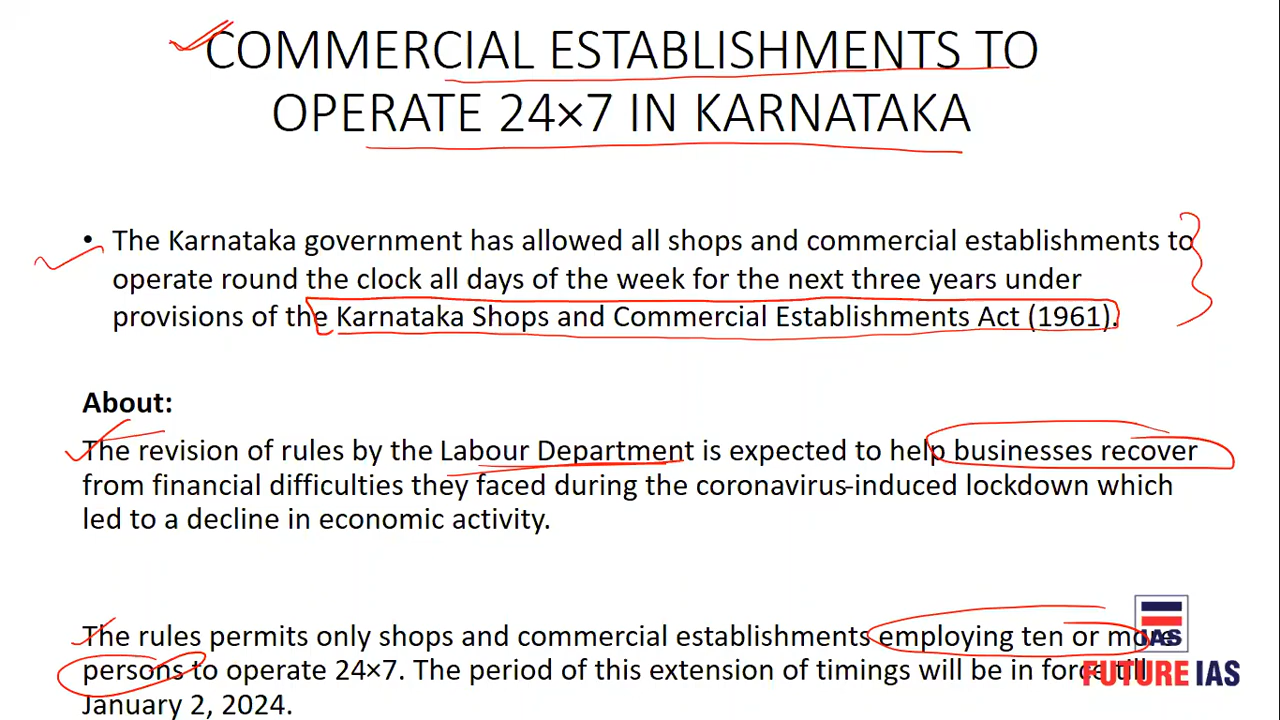 COMMERCIAL ESTABLISHMENTS TO
OPERATE 24×7 IN KARNATAKA
• The Karnataka government has allowed all shops and commercial establishments to
operate round the clock all days of the week for the next three years under
provisions of the Karnataka Shops and Commercial Establishments Act (1961).
About:
The revision of rules by the Labour Department is expected to help businesses recover
from financial difficulties they faced during the coronavirus-induced lockdown which
led to a decline in economic activity.
The rules permits only shops and commercial establishments employing ten or more
persons to operate 24×7. The period of this extension of timings will be in force till
January 2, 2024.
IAS
FUTURE IAS